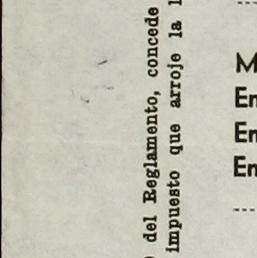 del Reglamento, concede
impuesto que arroje la
M
En
En
En